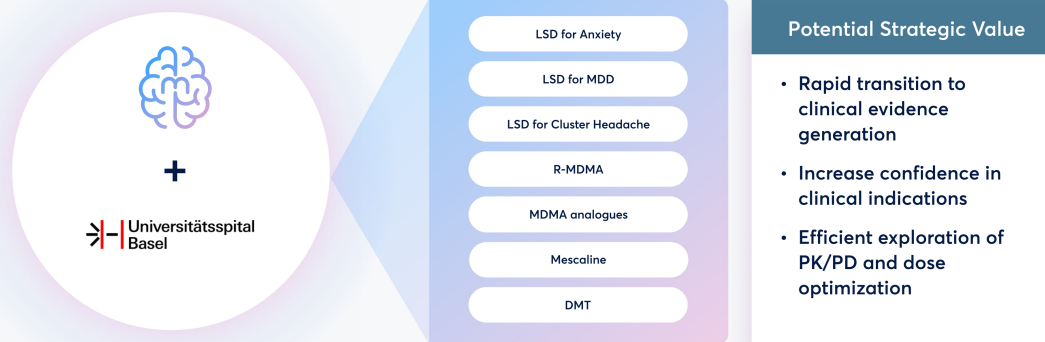 +
Universitätsspital
Basel
LSD for Anxiety
LSD for MDD
LSD for Cluster Headache
R-MDMA
MDMA analogues
Mescaline
DMT
Potential Strategic Value
• Rapid transition to
clinical evidence
generation
• Increase confidence in
clinical indications
• Efficient exploration of
PK/PD and dose
optimization